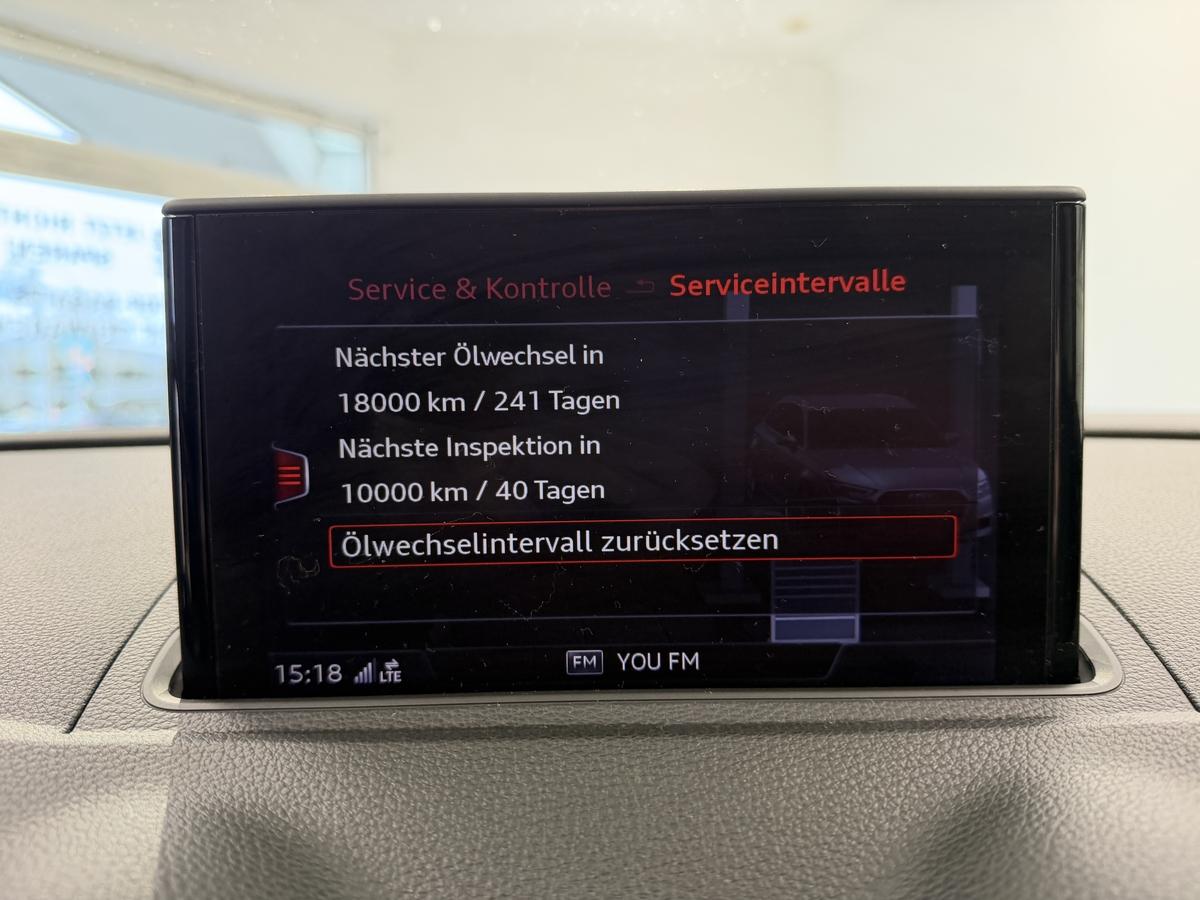 Service & Kontrolle Serviceintervalle
Nächster Ölwechsel in
18000 km / 241 Tagen
Nächste Inspektion in
10000 km / 40 Tagen
Ölwechselintervall zurücksetzen
15:18 LTE FM YOU FM